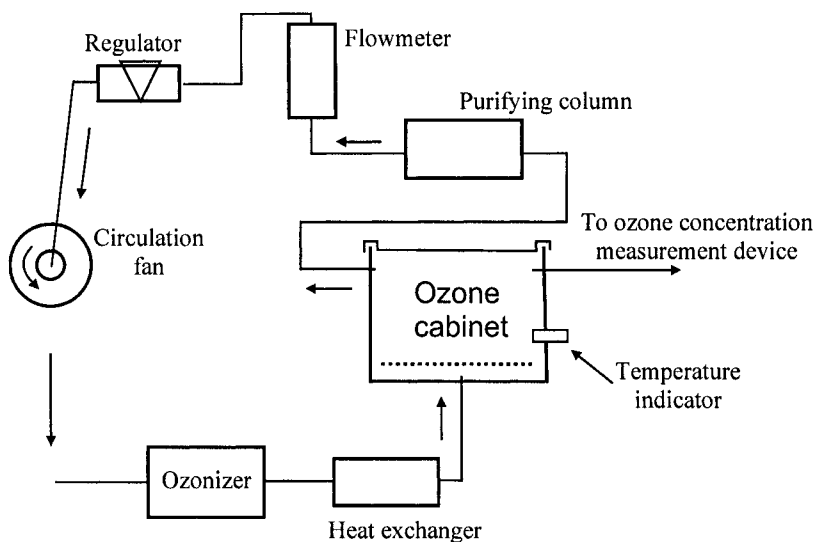 Regulator
Flowmeter
Purifying column
Circulation
fan
To ozone concentration
measurement device
Ozone
cabinet
Temperature
indicator
Ozonizer
Heat exchanger